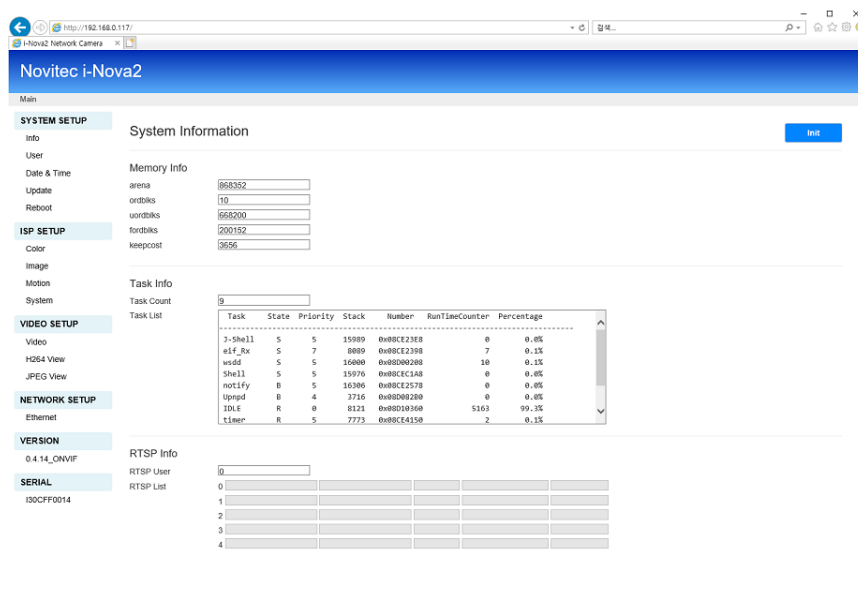 http://192.168.0.117/
검색...
i-Nova2 Network Camera
Novitec i-Nova2
Main
SYSTEM SETUP
Info
User
Date & Time
Update
Reboot
ISP SETUP
Color
Image
Motion
System
VIDEO SETUP
Video
H264 View
JPEG View
NETWORK SETUP
Ethernet
VERSION
0.4.14_ONVIF
SERIAL
I30CFF0014
System Information
Init
Memory Info
arena 868352
ordblks 10
uordblks 668200
fordblks 200152
keepcost 3656
Task Info
Task Count 9
Task List
Task State Priority Stack Number RunTimeCounter Percentage
J-Shell S 5 15989 0x08CE23E8 0 0.0%
eif_Rx S 7 8089 0x08CE2398 7 0.1%
wsdd S 5 16000 0x08D00208 10 0.1%
Shell S 5 15976 0x08CEC1A8 0 0.0%
notify B 5 16306 0x08CE2578 0 0.0%
Upnpd B 4 3716 0x08D082B0 0 0.0%
IDLE R 0 8121 0x08D10360 5163 99.3%
timer R 5 7773 0x08CE4150 2 0.1%
RTSP Info
RTSP User 0
RTSP List 0
1
2
3
4